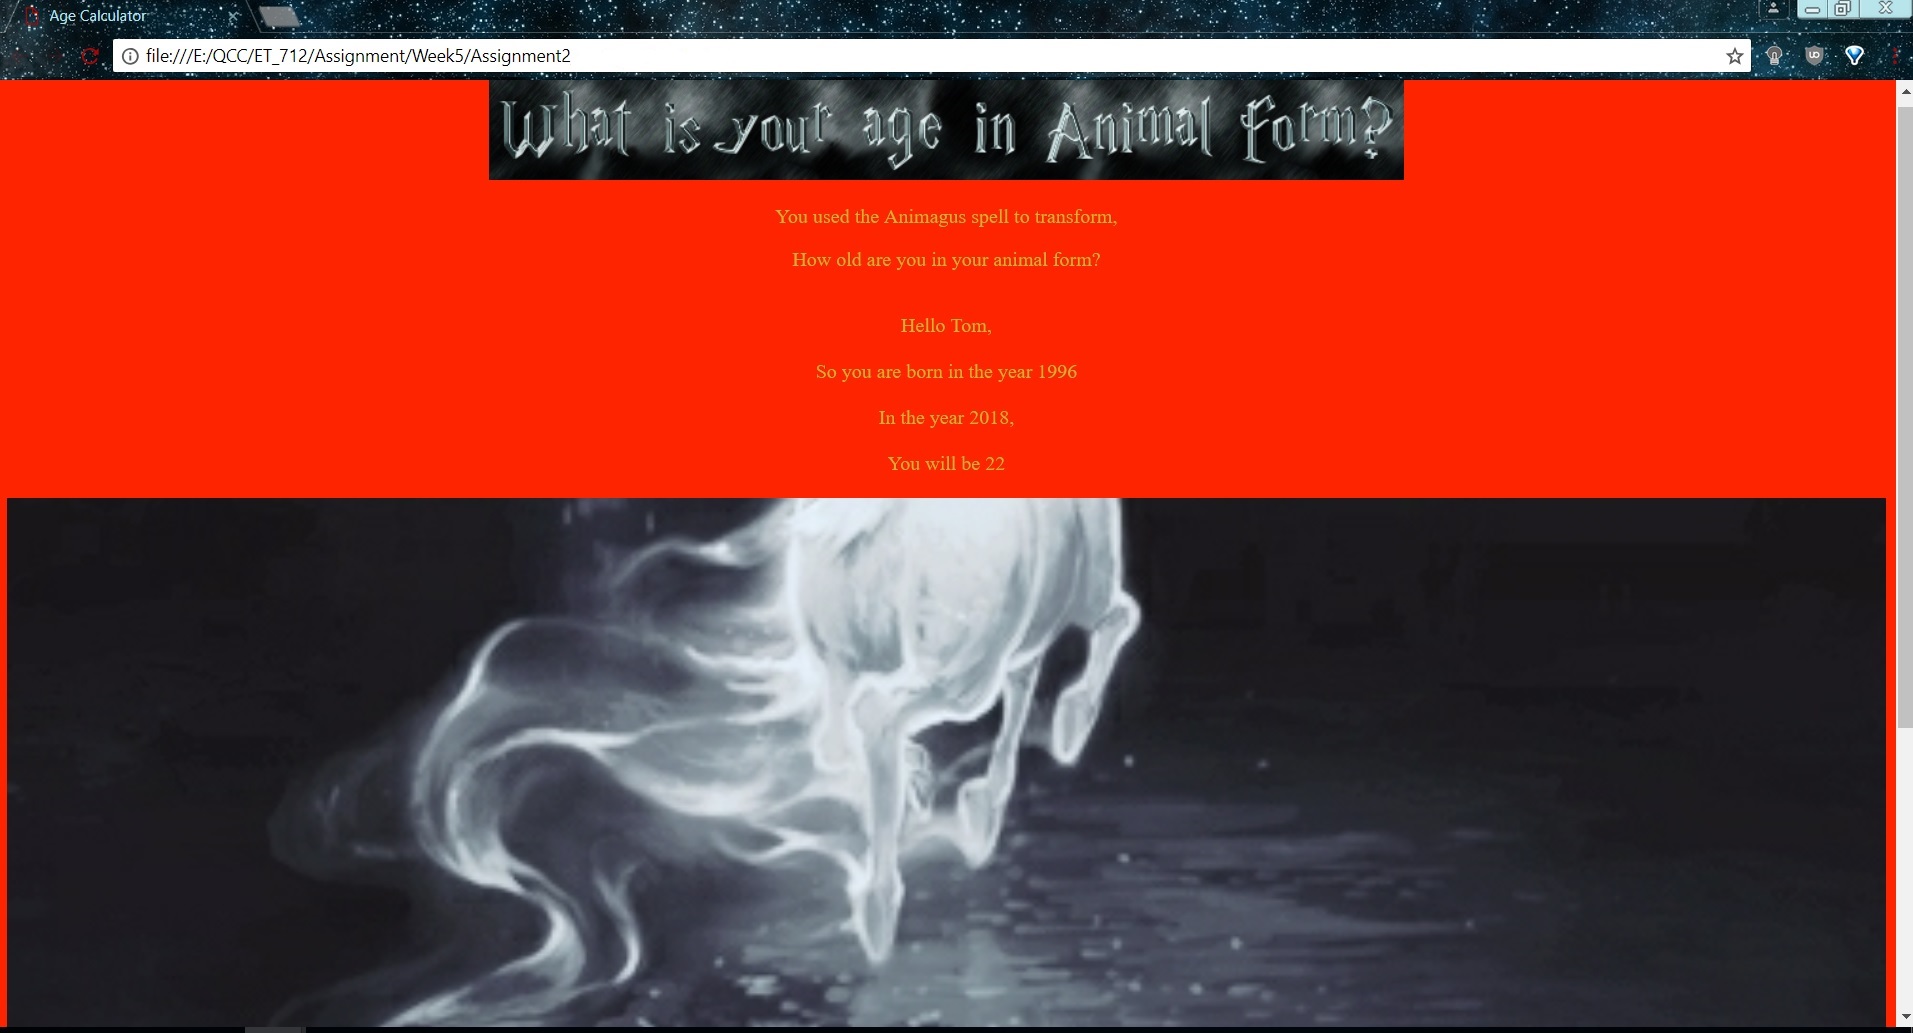 Age Calculator
file:///E:/QCC/ET_712/Assignment/Week5/Assignment2
What is your age in Animal Form?
You used the Animagus spell to transform,
How old are you in your animal form?
Hello Tom,
So you are born in the year 1996
In the year 2018,
You will be 22